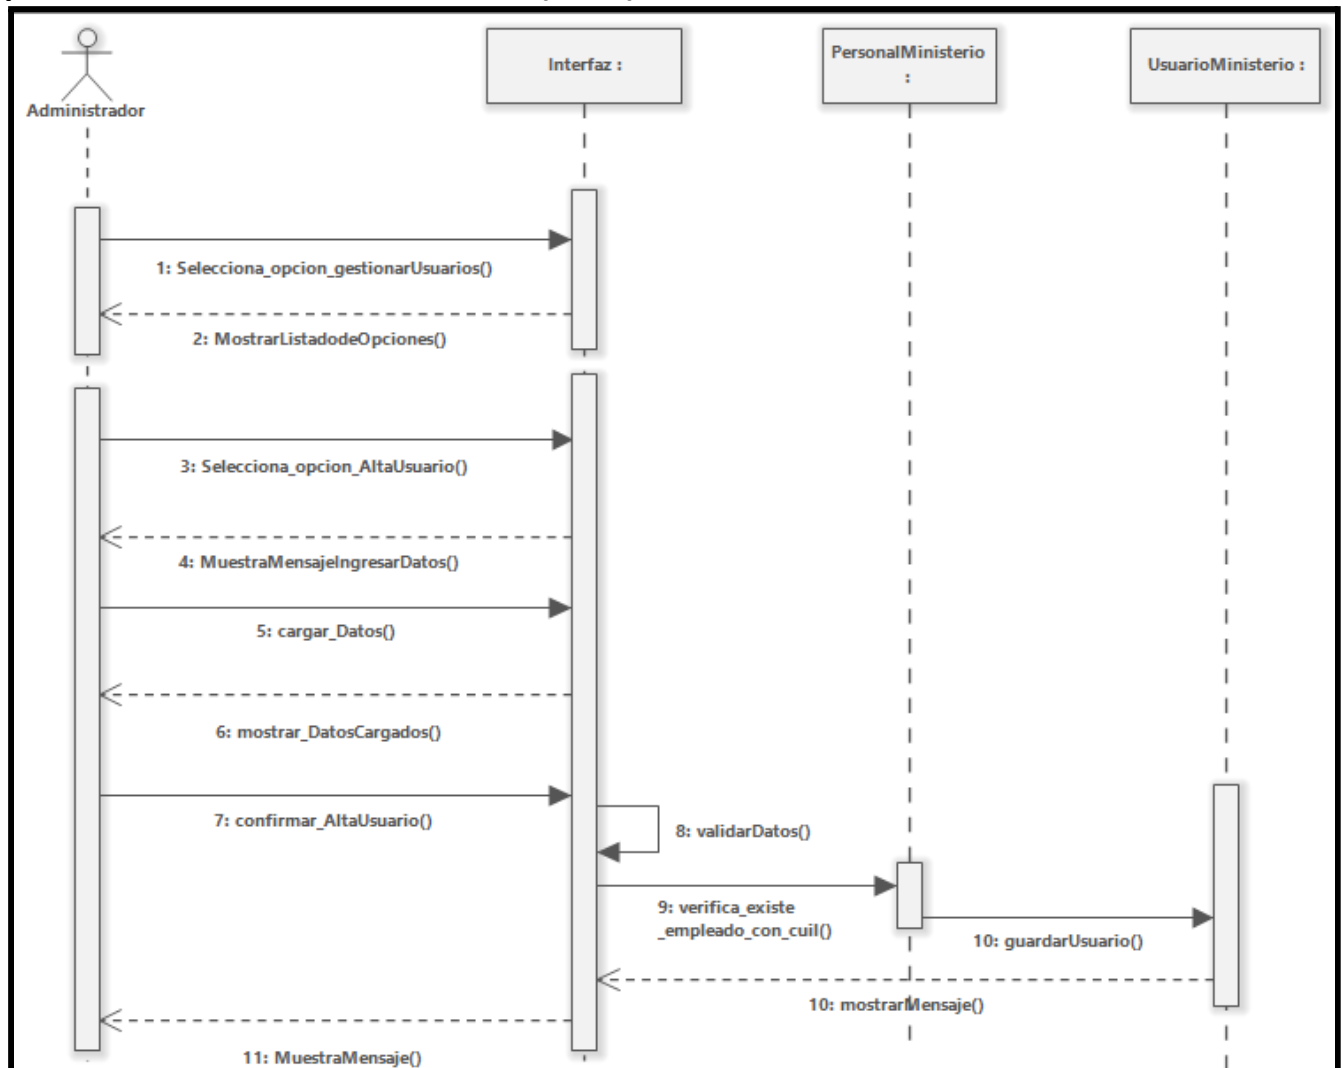 Administrador
Interfaz :
PersonalMinisterio
:
UsuarioMinisterio :
1: Selecciona_opcion_gestionarUsuarios()
2: MostrarListadodeOpciones()
3: Selecciona_opcion_AltaUsuario()
4: MuestraMensajeIngresarDatos()
5: cargar_Datos()
6: mostrar_DatosCargados()
7: confirmar_AltaUsuario()
8: validarDatos()
9: verifica_existe
_empleado_con_cuil()
10: guardarUsuario()
10: mostrarMensaje()
11: MuestraMensaje()